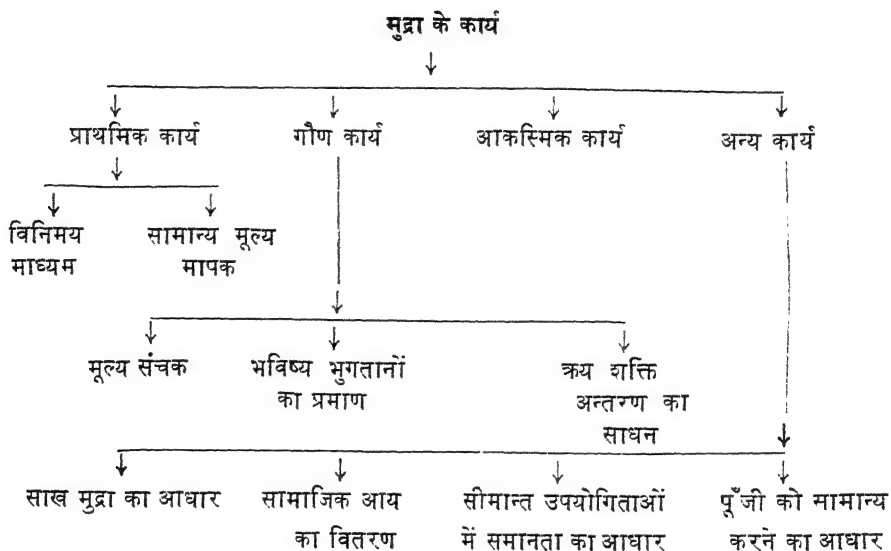 मुद्रा के कार्य
प्राथमिक कार्य गौण कार्य आकस्मिक कार्य अन्य कार्य
विनिमय माध्यम
सामान्य मूल्य मापक
मूल्य संचक
भविष्य भुगतानों का प्रमाण
क्रय शक्ति अन्तरण का साधन
साख मुद्रा का आधार सामाजिक आय सीमान्त उपयोगिताओं पूँजी को मामान्य
का वितरण में समानता का आधार करने का आधार